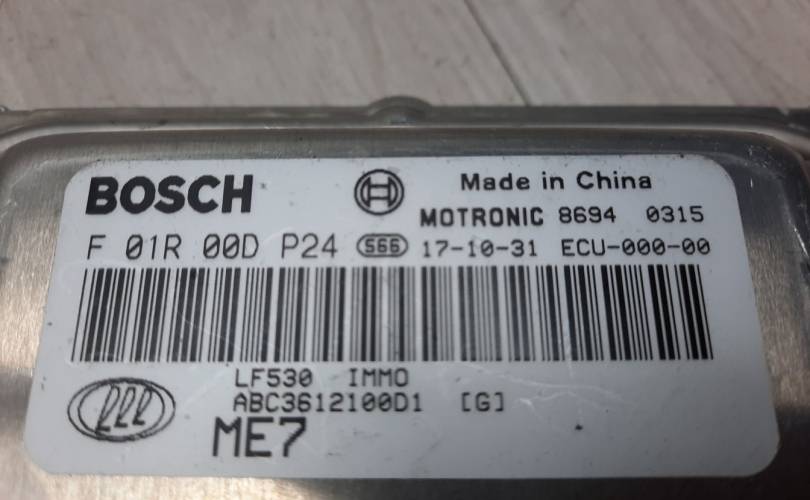 BOSCH
Made in China
MOTRONIC 8694 0315
F 01R 00D P24 566 17-10-31 ECU-000-00
LF530 IMMO
ABC3612100D1 [G]
ME7